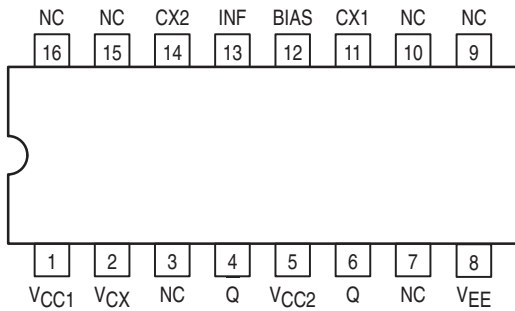 NC NC CX2 INF BIAS CX1 NC NC
16 15 14 13 12 11 10 9
1 2 3 4 5 6 7 8
VCC1 VCX NC Q̅ VCC2 Q NC VEE